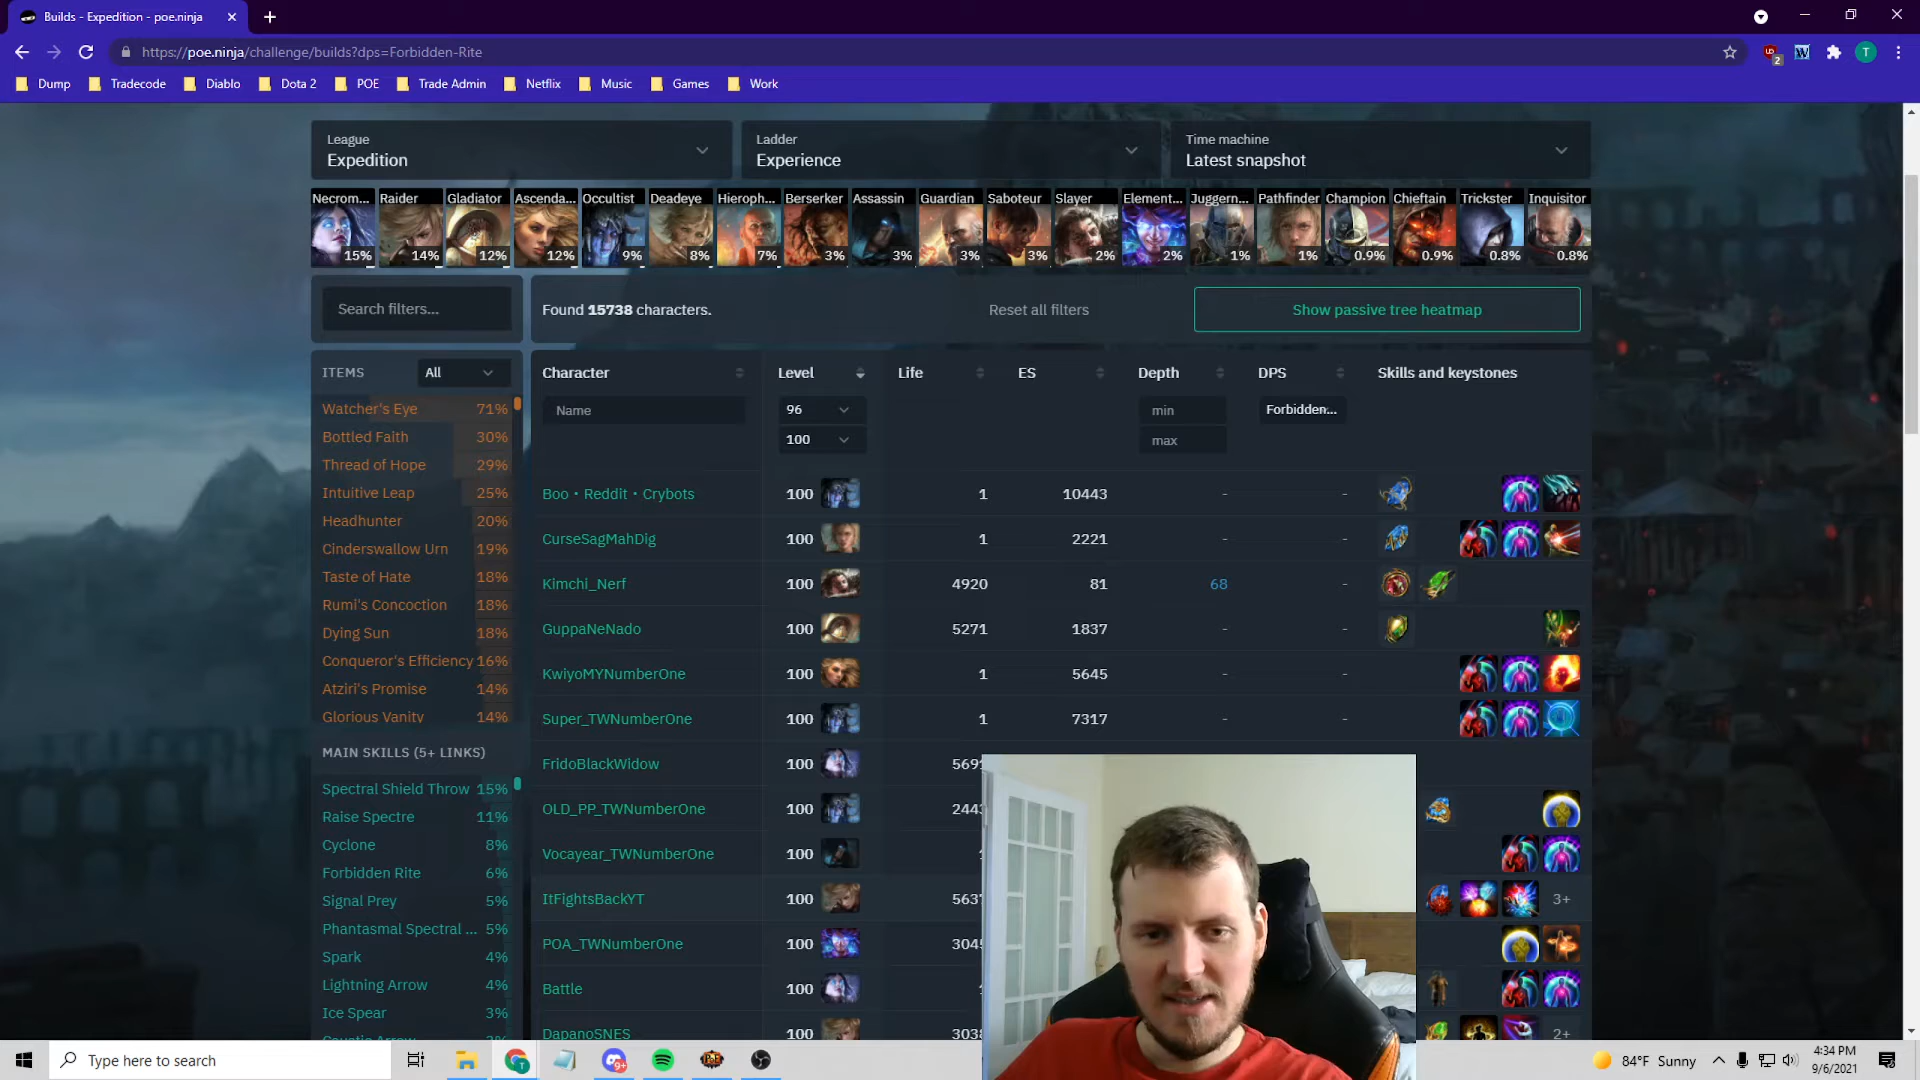 Builds - Expedition - poe.ninja
https://poe.ninja/challenge/builds?dps=Forbidden-Rite
2
T
Dump Tradecode Diablo Dota 2 POE Trade Admin Netflix Music Games Work
League
Expedition
Ladder
Experience
Time machine
Latest snapshot
Necrom... Raider Gladiator Ascenda... Occultist Deadeye Hieroph... Berserker Assassin Guardian Saboteur Slayer Element... Juggern... Pathfinder Champion Chieftain Trickster Inquisitor
15% 14% 12% 12% 9% 8% 7% 3% 3% 3% 3% 2% 2% 1% 1% 0.9% 0.9% 0.8% 0.8%
Search filters...
Found 15738 characters.
Reset all filters
Show passive tree heatmap
ITEMS
All
Watcher's Eye 71%
Bottled Faith 30%
Thread of Hope 29%
Intuitive Leap 25%
Headhunter 20%
Cinderswallow Urn 19%
Taste of Hate 18%
Rumi's Concoction 18%
Dying Sun 18%
Conqueror's Efficiency 16%
Atziri's Promise 14%
Glorious Vanity 14%
MAIN SKILLS (5+ LINKS)
Spectral Shield Throw 15%
Raise Spectre 11%
Cyclone 8%
Forbidden Rite 6%
Signal Prey 5%
Phantasmal Spectral ... 5%
Spark 4%
Lightning Arrow 4%
Ice Spear 3%
Character Level Life ES Depth DPS Skills and keystones
Name 96 min Forbidden...
100 max
Boo・Reddit・Crybots 100 1 10443 - -
CurseSagMahDig 100 1 2221 - -
Kimchi_Nerf 100 4920 81 68 -
GuppaNeNado 100 5271 1837 - -
KwiyoMYNumberOne 100 1 5645 - -
Super_TWNumberOne 100 1 7317 - -
FridoBlackWidow 100
OLD_PP_TWNumberOne 100
Vocayear_TWNumberOne 100
ItFightsBackYT 100 3+
POA_TWNumberOne 100
Battle 100
DapanoSNES 100 2+
Type here to search
9+
84°F Sunny
4:34 PM
9/6/2021